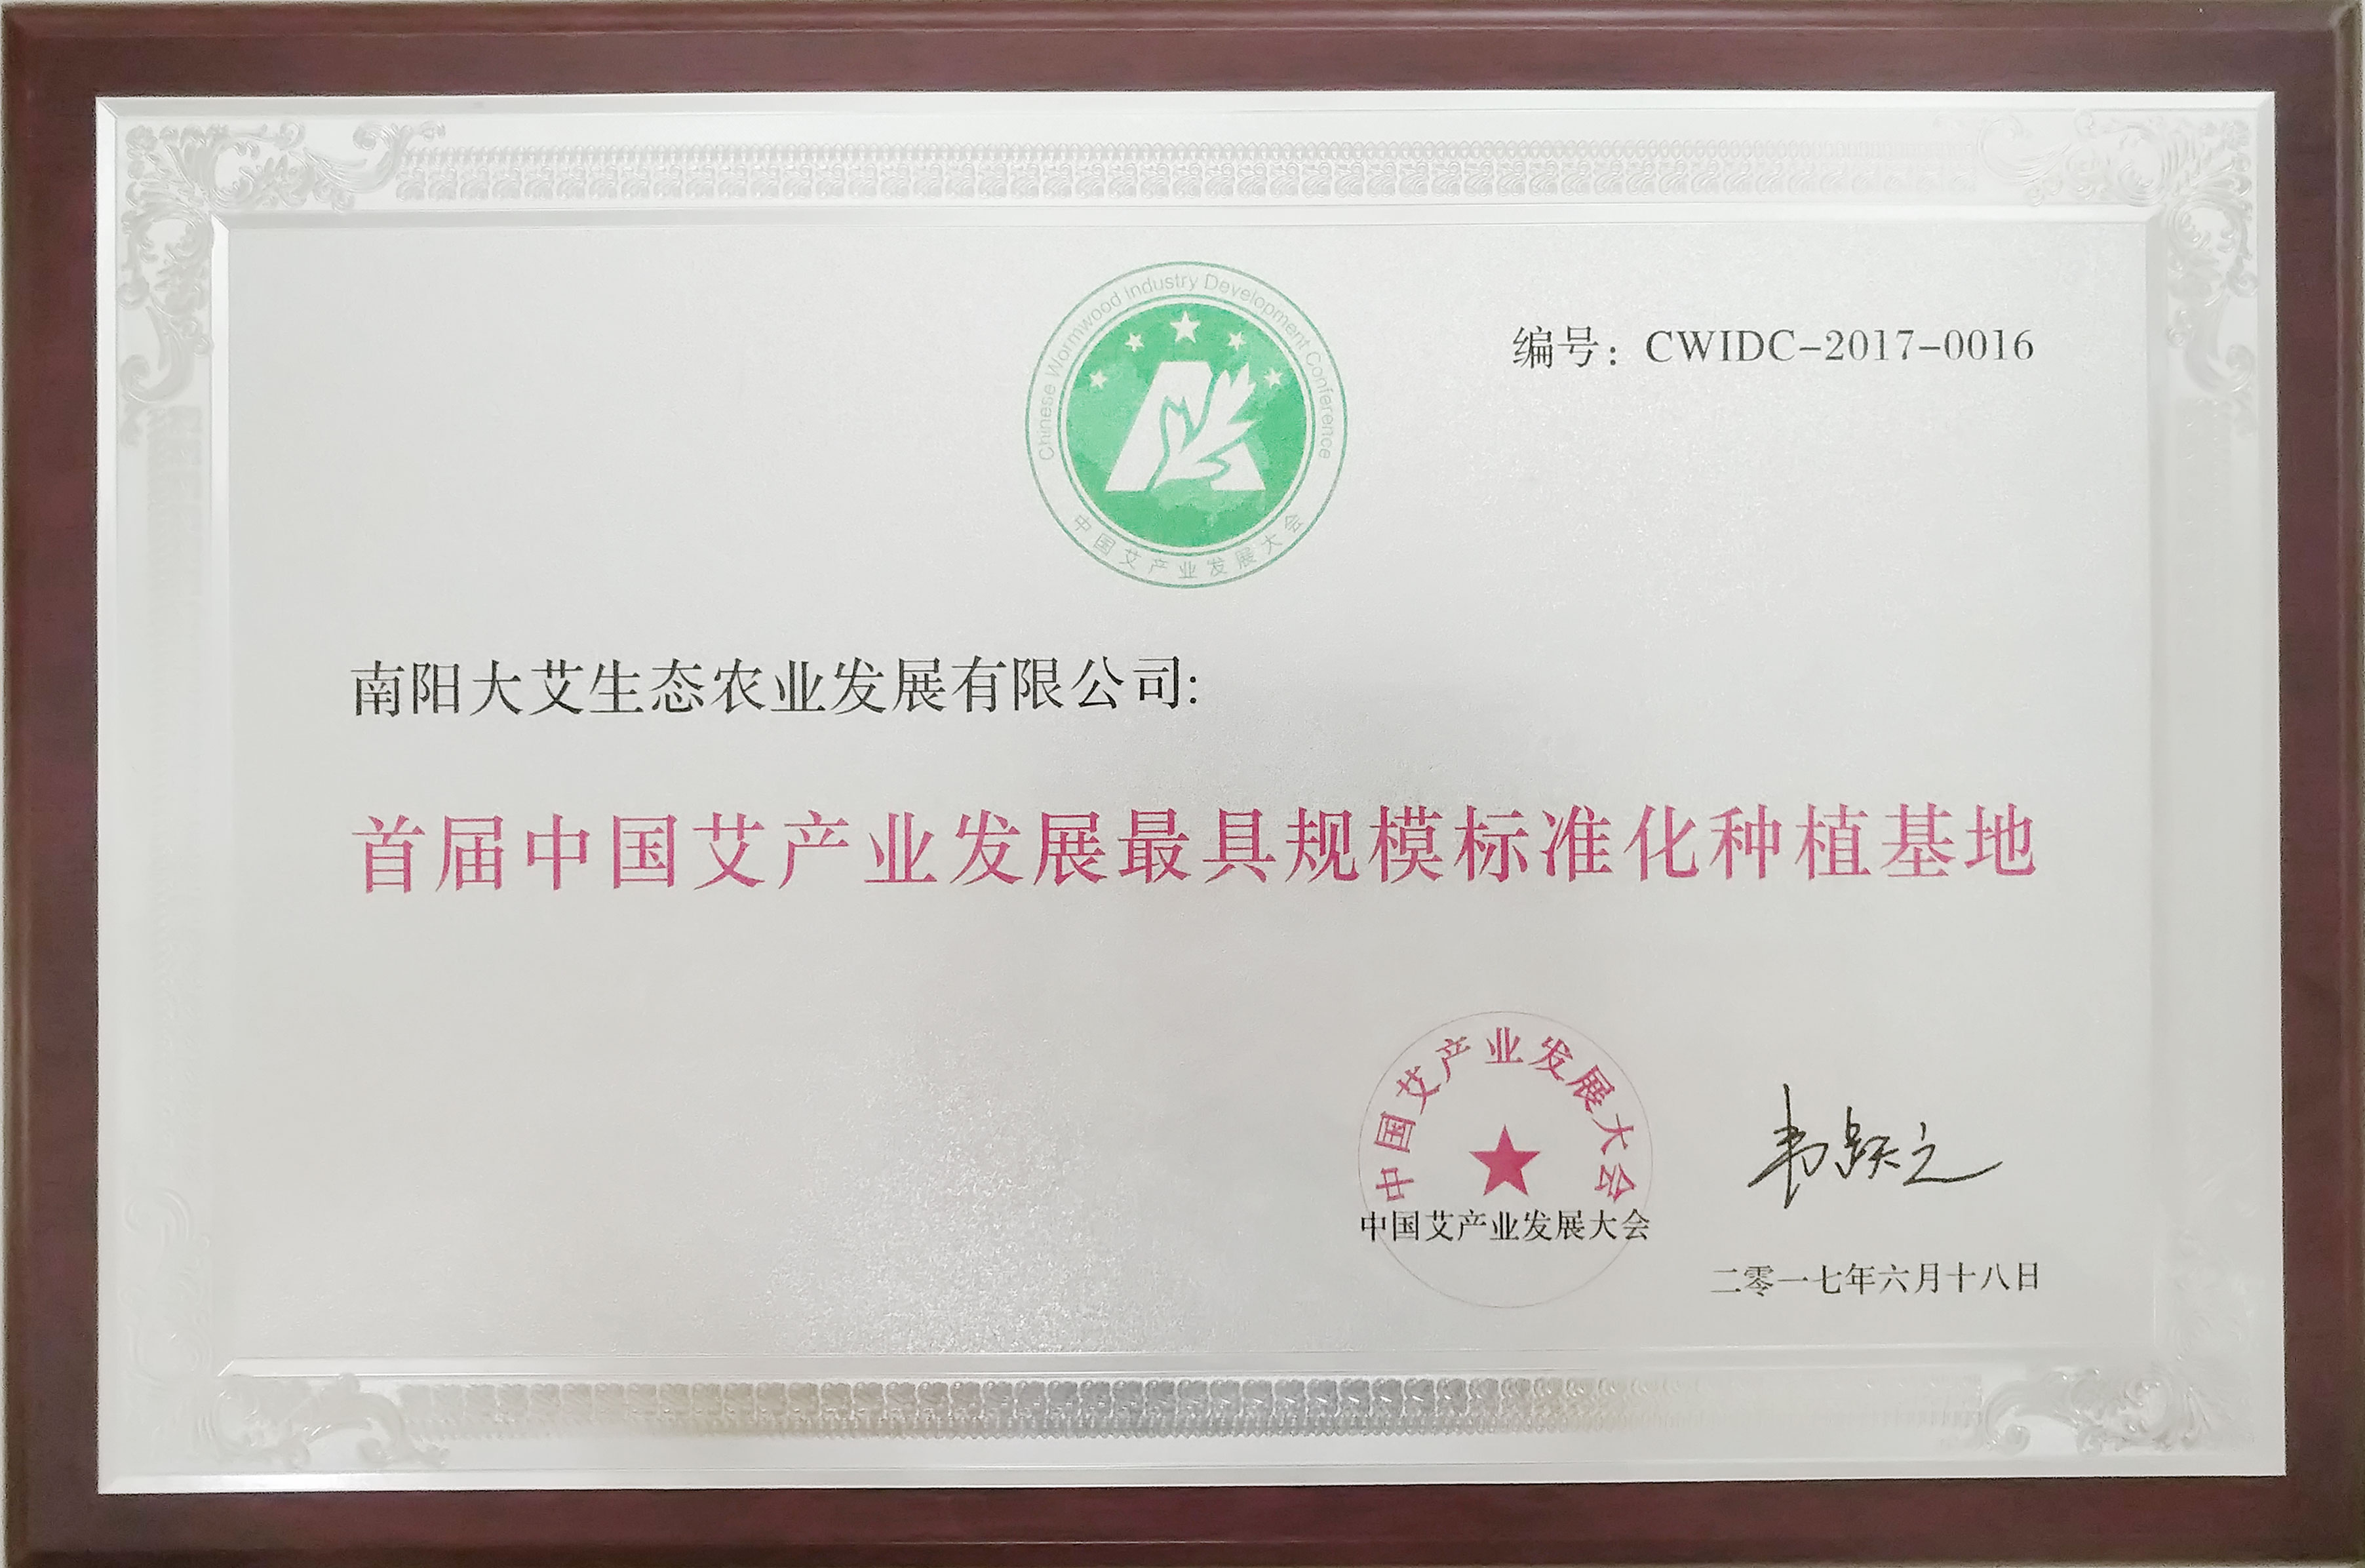 Chinese Wormwood Industry Development Conference
中国艾产业发展大会
编号：CWIDC-2017-0016
南阳大艾生态农业发展有限公司:
首届中国艾产业发展最具规模标准化种植基地
中国艾产业发展大会
中国艾产业发展大会
二零一七年六月十八日